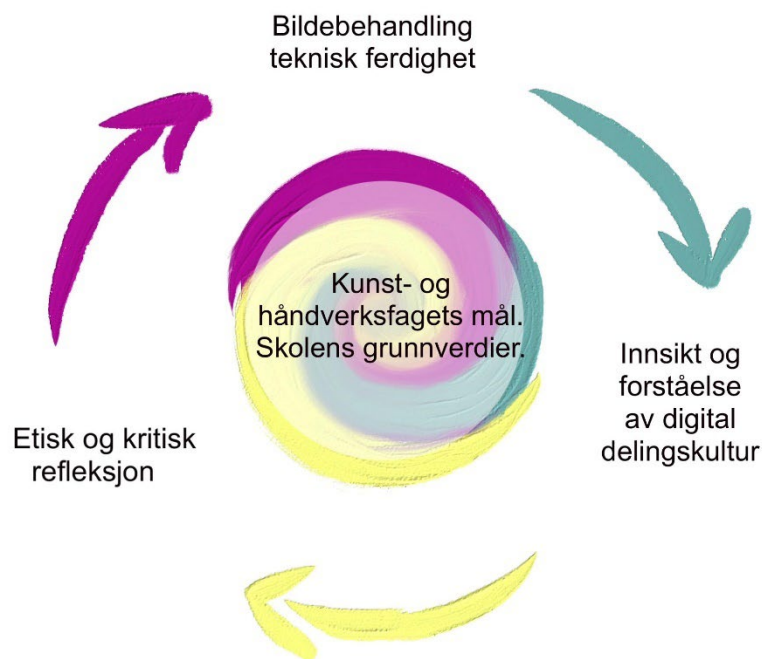 Bildebehandling
teknisk ferdighet
Kunst- og
håndverksfagets mål.
Skolens grunnverdier.
Innsikt og
forståelse
av digital
delingskultur
Etisk og kritisk
refleksjon